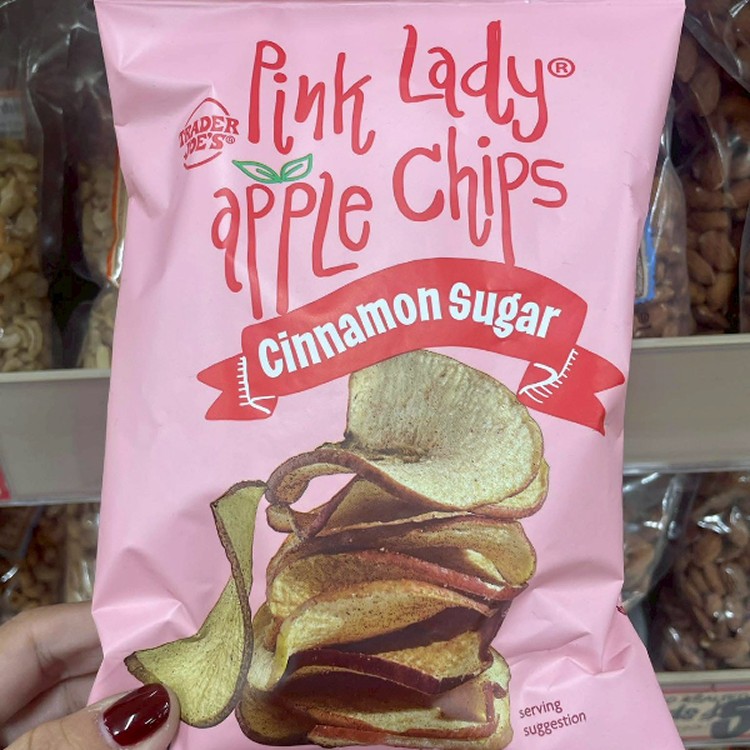 Pink Lady®
TRADER
JOE'S®
apple Chips
Cinnamon Sugar
serving
suggestion